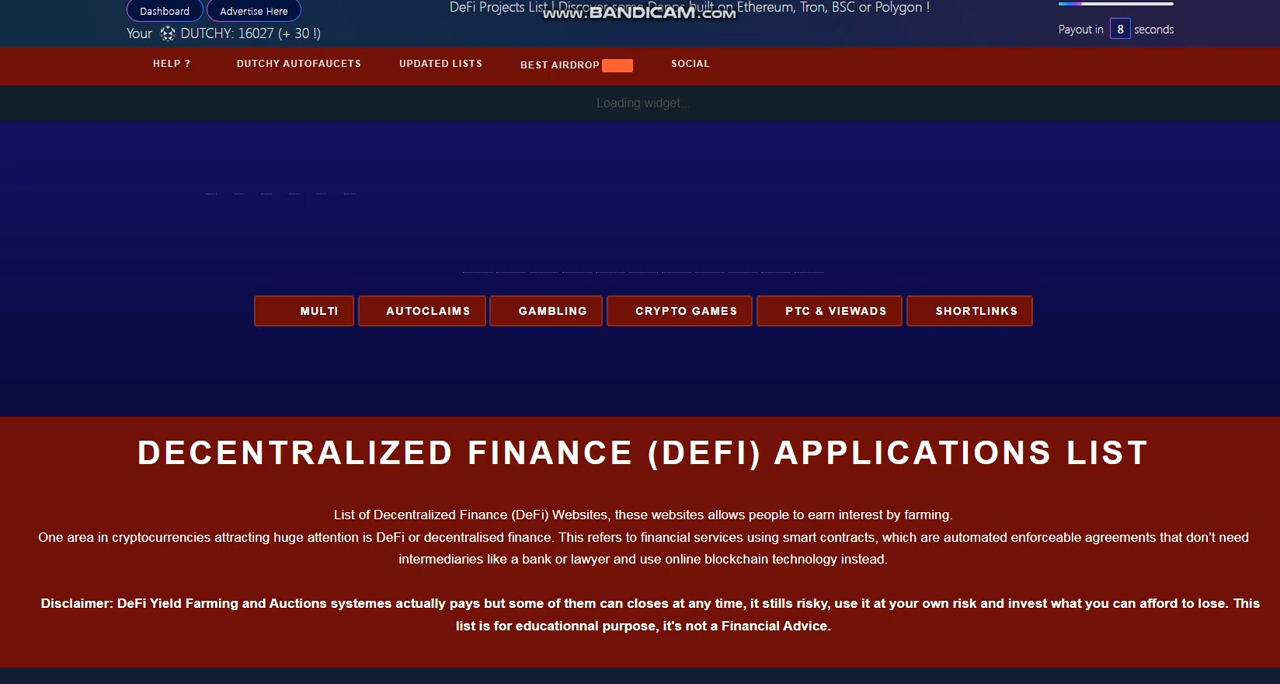 Dashboard
Advertise Here
DeFi Projects List ! Discover some Dapps built on Ethereum, Tron, BSC or Polygon !
www.BANDICAM.com
Your DUTCHY: 16027 (+ 30 !)
Payout in 8 seconds
HELP ?
DUTCHY AUTOFAUCETS
UPDATED LISTS
BEST AIRDROP
SOCIAL
Loading widget...
MULTI
AUTOCLAIMS
GAMBLING
CRYPTO GAMES
PTC & VIEWADS
SHORTLINKS
DECENTRALIZED FINANCE (DEFI) APPLICATIONS LIST
List of Decentralized Finance (DeFi) Websites, these websites allows people to earn interest by farming.
One area in cryptocurrencies attracting huge attention is DeFi or decentralised finance. This refers to financial services using smart contracts, which are automated enforceable agreements that don't need
intermediaries like a bank or lawyer and use online blockchain technology instead.
Disclaimer: DeFi Yield Farming and Auctions systemes actually pays but some of them can closes at any time, it stills risky, use it at your own risk and invest what you can afford to lose. This
list is for educationnal purpose, it's not a Financial Advice.